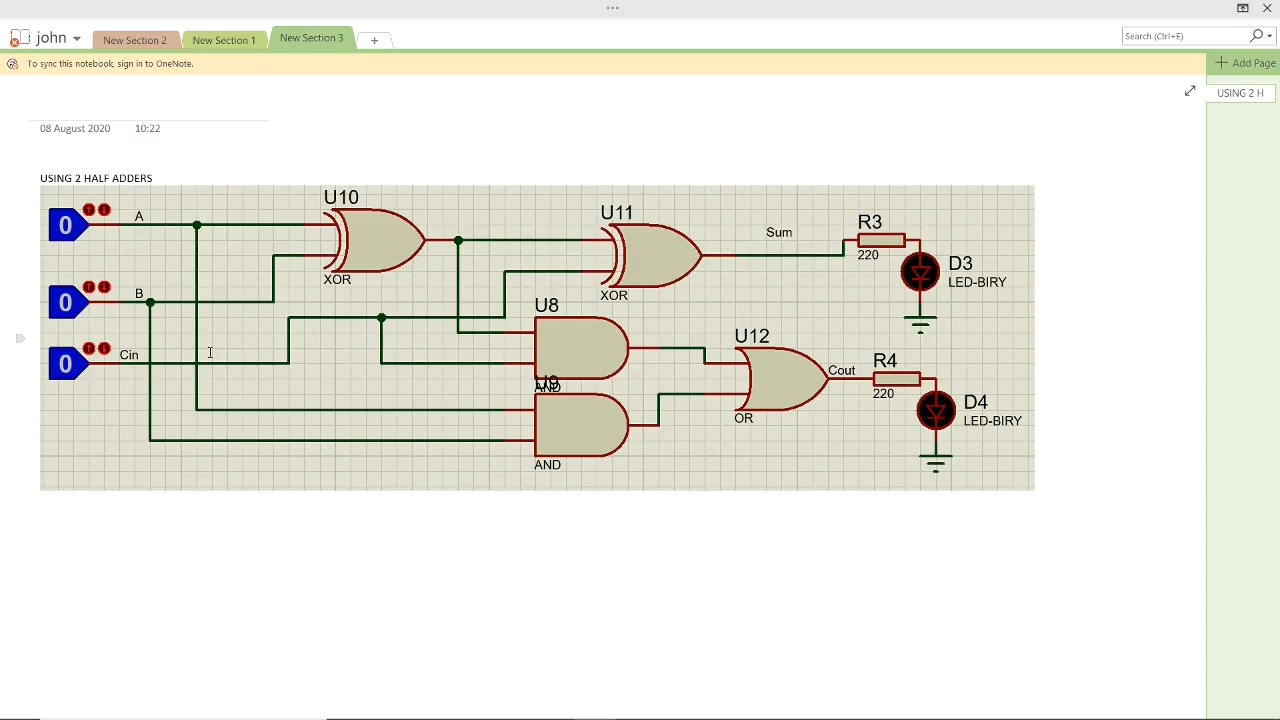 ...
john
New Section 2
New Section 1
New Section 3
+
Search (Ctrl+E)
To sync this notebook, sign in to OneNote.
+ Add Page
USING 2 H
08 August 2020 10:22
USING 2 HALF ADDERS
U10
A
0
XOR
B
0
Cin
0
U11
XOR
Sum
R3
220
D3
LED-BIRY
U8
AND
U9
AND
U12
OR
Cout
R4
220
D4
LED-BIRY